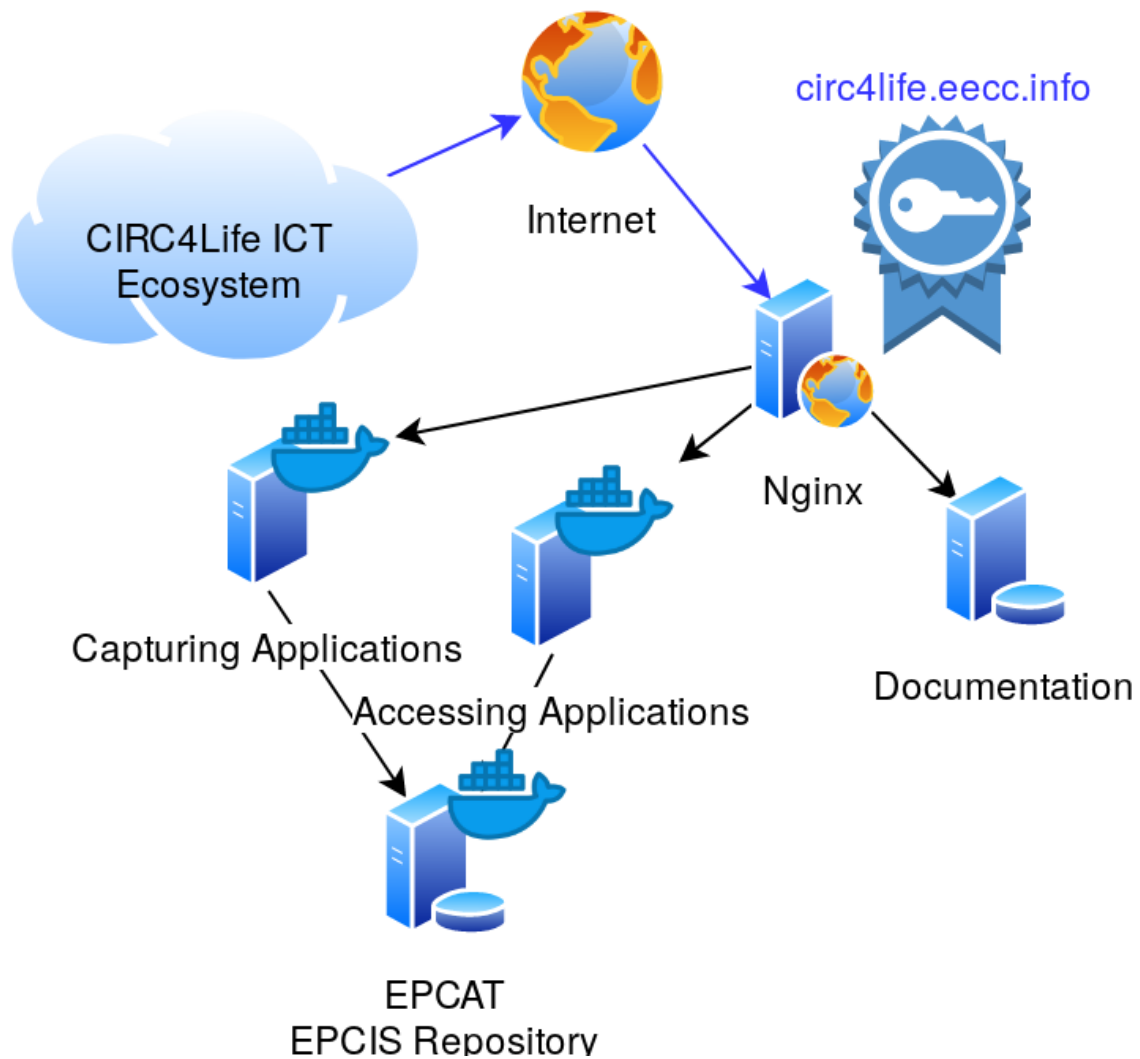 circ4life.eecc.info
CIRC4Life ICT
Ecosystem
Internet
Nginx
Capturing Applications
Accessing Applications
Documentation
EPCAT
EPCIS Repository